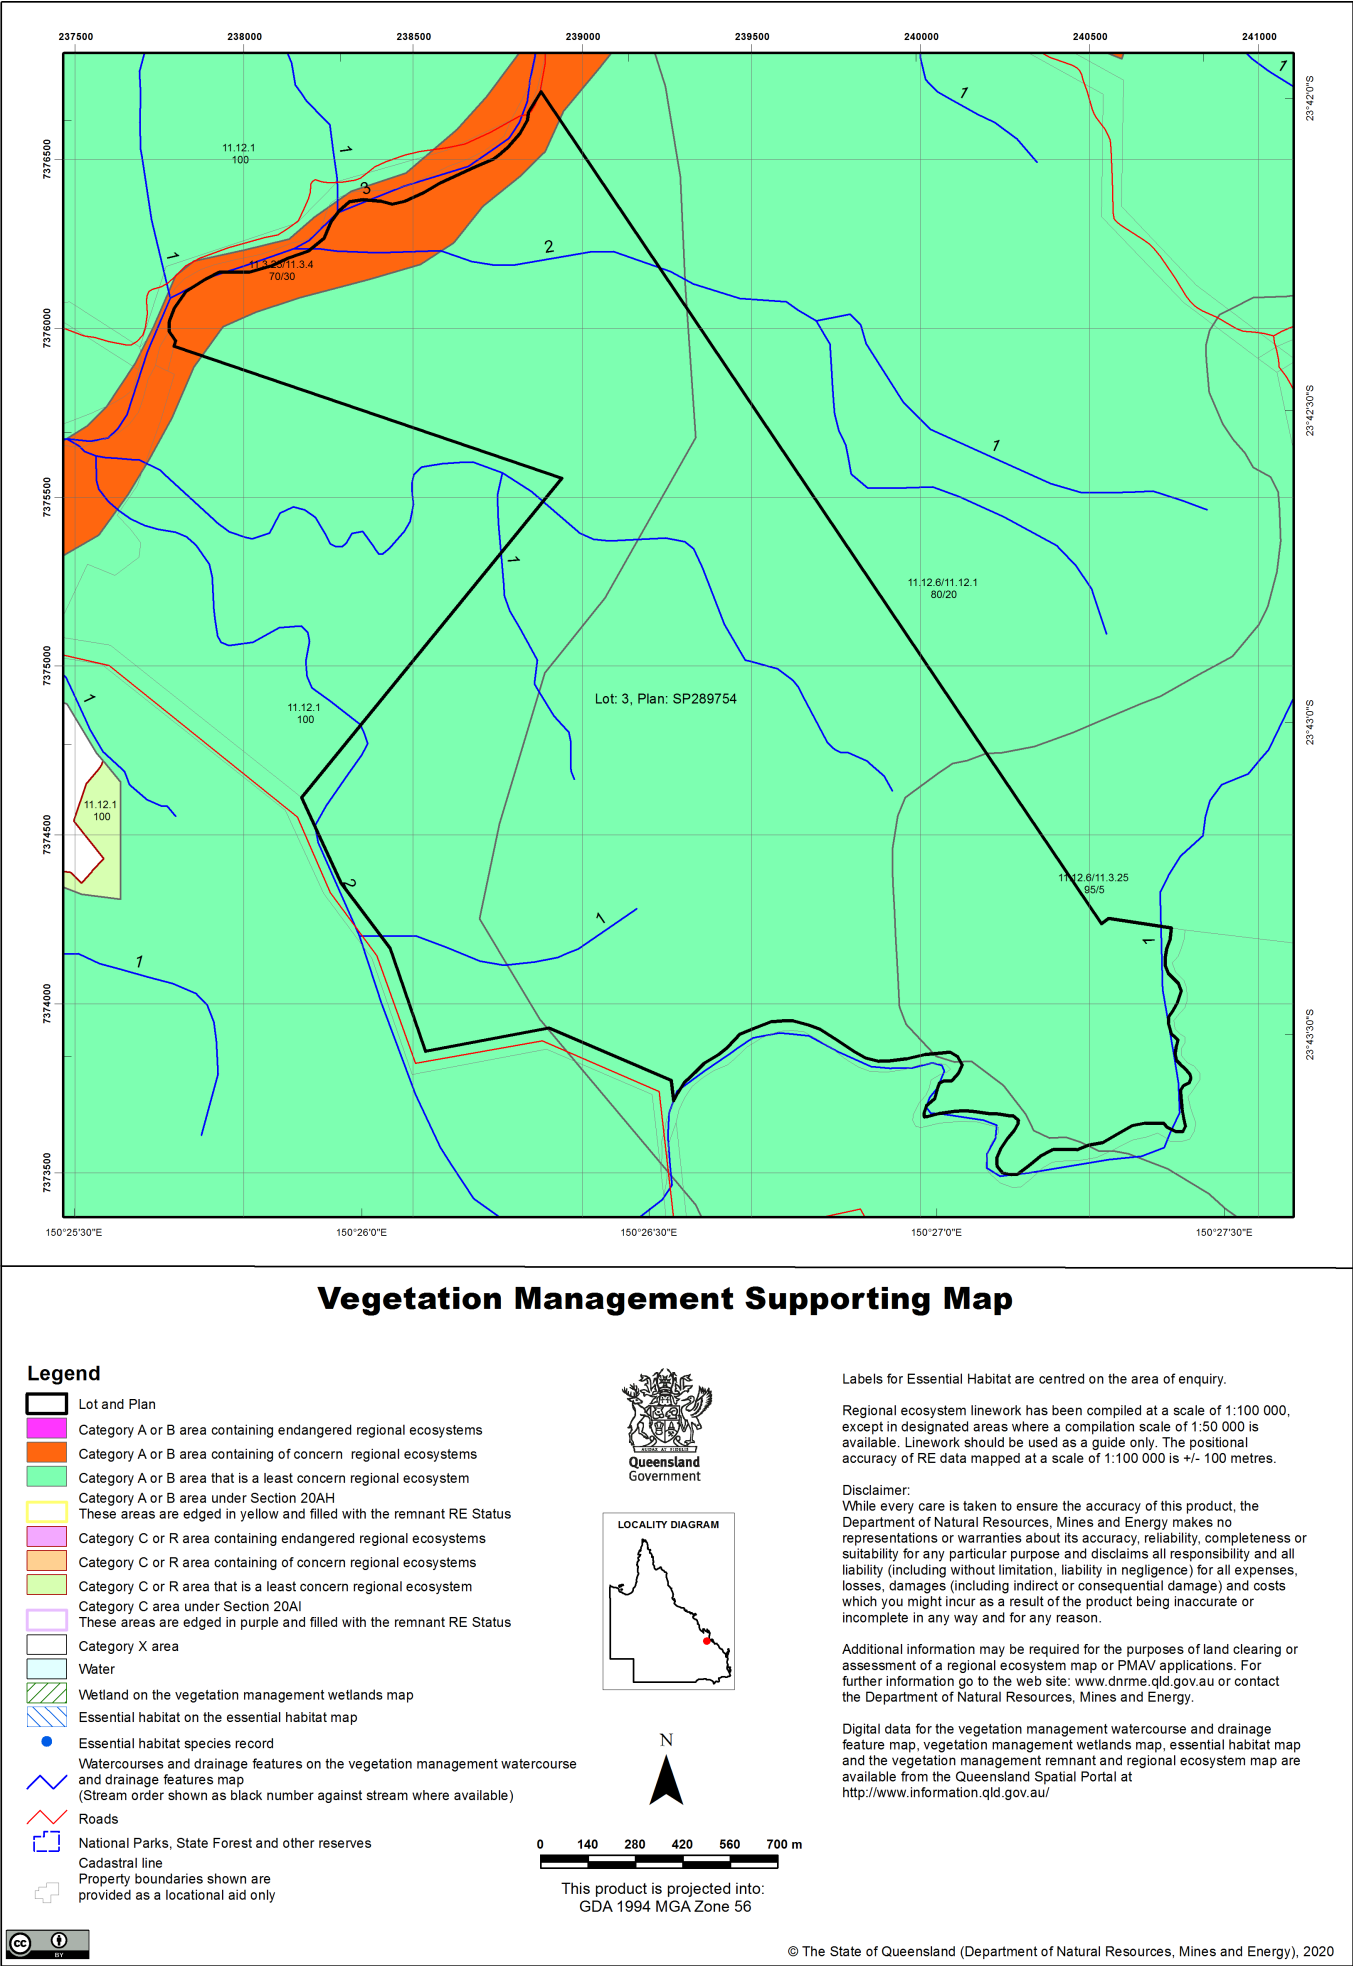 237500 238000 238500 239000 239500 240000 240500 241000
7376500
7376000
7375500
7375000
7374500
7374000
7373500
23°42'0"S
23°42'30"S
23°43'0"S
23°43'30"S
1
1
1
11.12.1
100
1
3
1
2
11.3.25/11.3.4
70/30
1
1
11.12.6/11.12.1
80/20
Lot: 3, Plan: SP289754
11.12.1
100
1
11.12.1
100
11.12.6/11.3.25
95/5
2
1
1
1
150°25'30"E 150°26'0"E 150°26'30"E 150°27'0"E 150°27'30"E
Vegetation Management Supporting Map
Legend
Lot and Plan
Category A or B area containing endangered regional ecosystems
Category A or B area containing of concern regional ecosystems
Category A or B area that is a least concern regional ecosystem
Category A or B area under Section 20AH
These areas are edged in yellow and filled with the remnant RE Status
Category C or R area containing endangered regional ecosystems
Category C or R area containing of concern regional ecosystems
Category C or R area that is a least concern regional ecosystem
Category C area under Section 20AI
These areas are edged in purple and filled with the remnant RE Status
Category X area
Water
Wetland on the vegetation management wetlands map
Essential habitat on the essential habitat map
Essential habitat species record
Watercourses and drainage features on the vegetation management watercourse
and drainage features map
(Stream order shown as black number against stream where available)
Roads
National Parks, State Forest and other reserves
Cadastral line
Property boundaries shown are
provided as a locational aid only
cc
BY
AUDAX AT FIDELIS
Queensland
Government
LOCALITY DIAGRAM
N
0 140 280 420 560 700 m
This product is projected into:
GDA 1994 MGA Zone 56
Labels for Essential Habitat are centred on the area of enquiry.
Regional ecosystem linework has been compiled at a scale of 1:100 000,
except in designated areas where a compilation scale of 1:50 000 is
available. Linework should be used as a guide only. The positional
accuracy of RE data mapped at a scale of 1:100 000 is +/- 100 metres.
Disclaimer:
While every care is taken to ensure the accuracy of this product, the
Department of Natural Resources, Mines and Energy makes no
representations or warranties about its accuracy, reliability, completeness or
suitability for any particular purpose and disclaims all responsibility and all
liability (including without limitation, liability in negligence) for all expenses,
losses, damages (including indirect or consequential damage) and costs
which you might incur as a result of the product being inaccurate or
incomplete in any way and for any reason.
Additional information may be required for the purposes of land clearing or
assessment of a regional ecosystem map or PMAV applications. For
further information go to the web site: www.dnrme.qld.gov.au or contact
the Department of Natural Resources, Mines and Energy.
Digital data for the vegetation management watercourse and drainage
feature map, vegetation management wetlands map, essential habitat map
and the vegetation management remnant and regional ecosystem map are
available from the Queensland Spatial Portal at
http://www.information.qld.gov.au/
© The State of Queensland (Department of Natural Resources, Mines and Energy), 2020